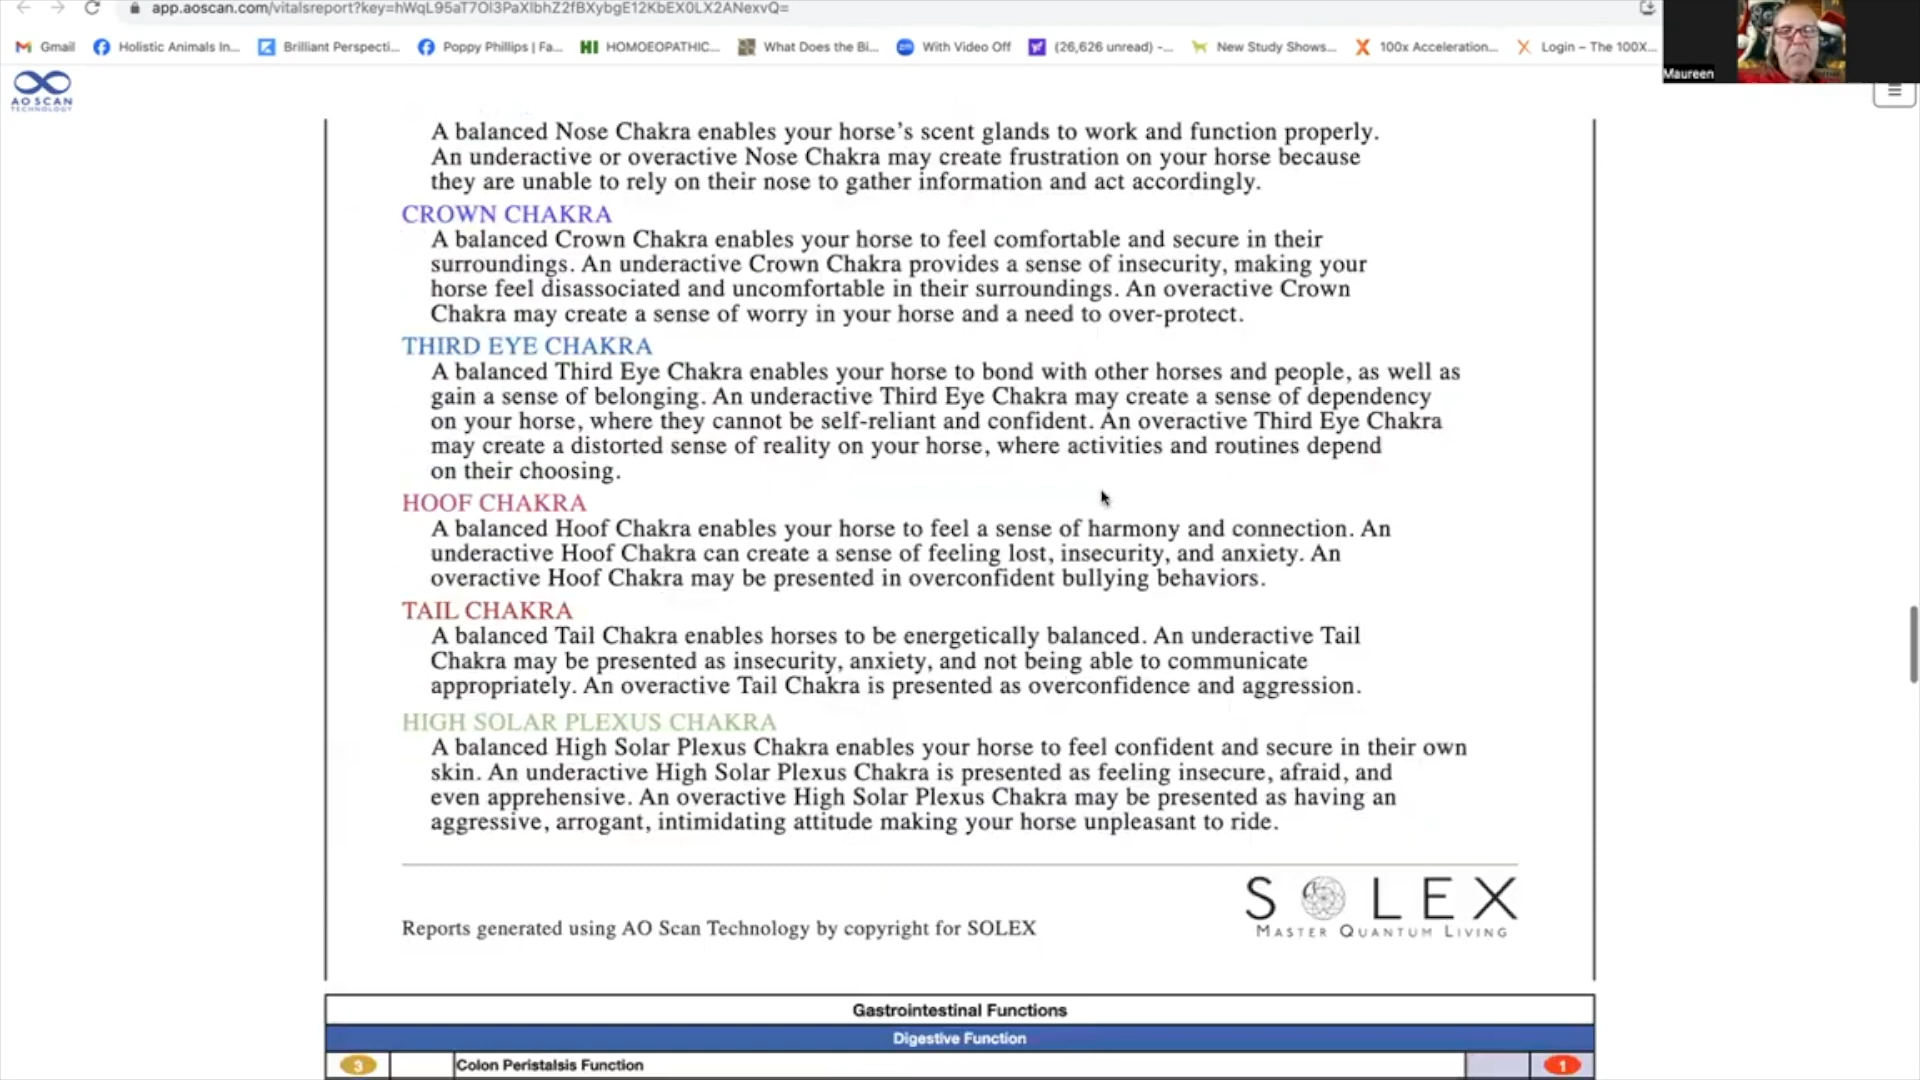 app.aoscan.com/vitalsreport?key=hWqL95aT7OI3PaXlbhZ2fBXybgE12KbEX0LX2ANexvQ=
Gmail Holistic Animals In... Brilliant Perspecti... Poppy Phillips | Fa... HOMOEOPATHIC... What Does the Bi... With Video Off (26,626 unread) -... New Study Shows... 100x Acceleration... Login – The 100X...
Maureen
AO SCAN
TECHNOLOGY
A balanced Nose Chakra enables your horse's scent glands to work and function properly.
An underactive or overactive Nose Chakra may create frustration on your horse because
they are unable to rely on their nose to gather information and act accordingly.
CROWN CHAKRA
A balanced Crown Chakra enables your horse to feel comfortable and secure in their
surroundings. An underactive Crown Chakra provides a sense of insecurity, making your
horse feel disassociated and uncomfortable in their surroundings. An overactive Crown
Chakra may create a sense of worry in your horse and a need to over-protect.
THIRD EYE CHAKRA
A balanced Third Eye Chakra enables your horse to bond with other horses and people, as well as
gain a sense of belonging. An underactive Third Eye Chakra may create a sense of dependency
on your horse, where they cannot be self-reliant and confident. An overactive Third Eye Chakra
may create a distorted sense of reality on your horse, where activities and routines depend
on their choosing.
HOOF CHAKRA
A balanced Hoof Chakra enables your horse to feel a sense of harmony and connection. An
underactive Hoof Chakra can create a sense of feeling lost, insecurity, and anxiety. An
overactive Hoof Chakra may be presented in overconfident bullying behaviors.
TAIL CHAKRA
A balanced Tail Chakra enables horses to be energetically balanced. An underactive Tail
Chakra may be presented as insecurity, anxiety, and not being able to communicate
appropriately. An overactive Tail Chakra is presented as overconfidence and aggression.
HIGH SOLAR PLEXUS CHAKRA
A balanced High Solar Plexus Chakra enables your horse to feel confident and secure in their own
skin. An underactive High Solar Plexus Chakra is presented as feeling insecure, afraid, and
even apprehensive. An overactive High Solar Plexus Chakra may be presented as having an
aggressive, arrogant, intimidating attitude making your horse unpleasant to ride.
SOLEX
MASTER QUANTUM LIVING
Reports generated using AO Scan Technology by copyright for SOLEX
Gastrointestinal Functions
Digestive Function
3 Colon Peristalsis Function 1